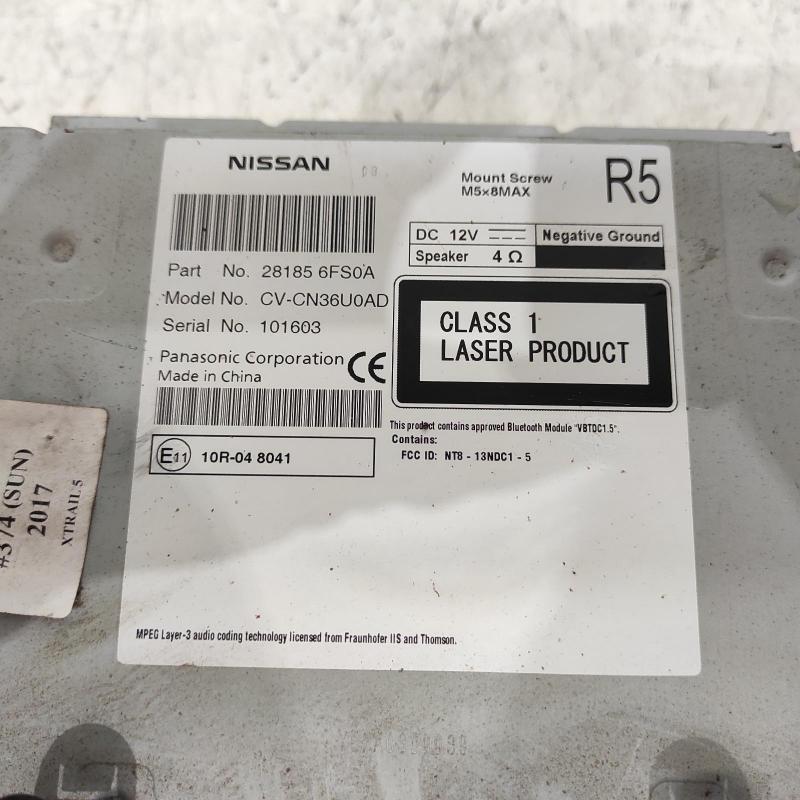 NISSAN
Mount Screw
M5×8MAX
R5
DC 12V
Negative Ground
Speaker 4 Ω
Part No. 28185 6FS0A
Model No. CV-CN36U0AD
Serial No. 101603
Panasonic Corporation
Made in China
CE
CLASS 1
LASER PRODUCT
This product contains approved Bluetooth Module "VBTDC1.5".
Contains:
FCC ID: NT8 - 13NDC1 - 5
E11 10R-04 8041
MPEG Layer-3 audio coding technology licensed from Fraunhofer IIS and Thomson.
#374 (SUN)
2017
XTRAIL5